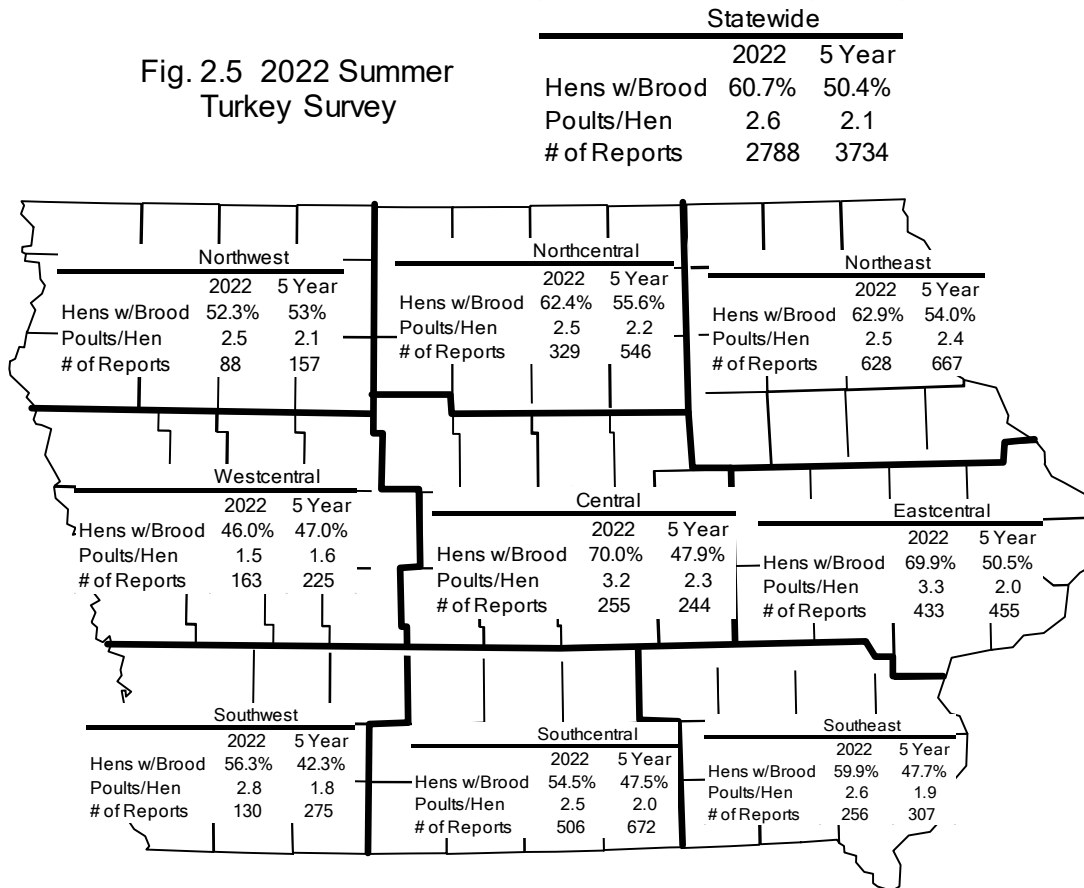 Fig. 2.5 2022 Summer
Turkey Survey
Statewide
2022 5 Year
Hens w/Brood 60.7% 50.4%
Poults/Hen 2.6 2.1
# of Reports 2788 3734
Northwest
2022 5 Year
Hens w/Brood 52.3% 53%
Poults/Hen 2.5 2.1
# of Reports 88 157
Northcentral
2022 5 Year
Hens w/Brood 62.4% 55.6%
Poults/Hen 2.5 2.2
# of Reports 329 546
Northeast
2022 5 Year
Hens w/Brood 62.9% 54.0%
Poults/Hen 2.5 2.4
# of Reports 628 667
Westcentral
2022 5 Year
Hens w/Brood 46.0% 47.0%
Poults/Hen 1.5 1.6
# of Reports 163 225
Central
2022 5 Year
Hens w/Brood 70.0% 47.9%
Poults/Hen 3.2 2.3
# of Reports 255 244
Eastcentral
2022 5 Year
Hens w/Brood 69.9% 50.5%
Poults/Hen 3.3 2.0
# of Reports 433 455
Southwest
2022 5 Year
Hens w/Brood 56.3% 42.3%
Poults/Hen 2.8 1.8
# of Reports 130 275
Southcentral
2022 5 Year
Hens w/Brood 54.5% 47.5%
Poults/Hen 2.5 2.0
# of Reports 506 672
Southeast
2022 5 Year
Hens w/Brood 59.9% 47.7%
Poults/Hen 2.6 1.9
# of Reports 256 307